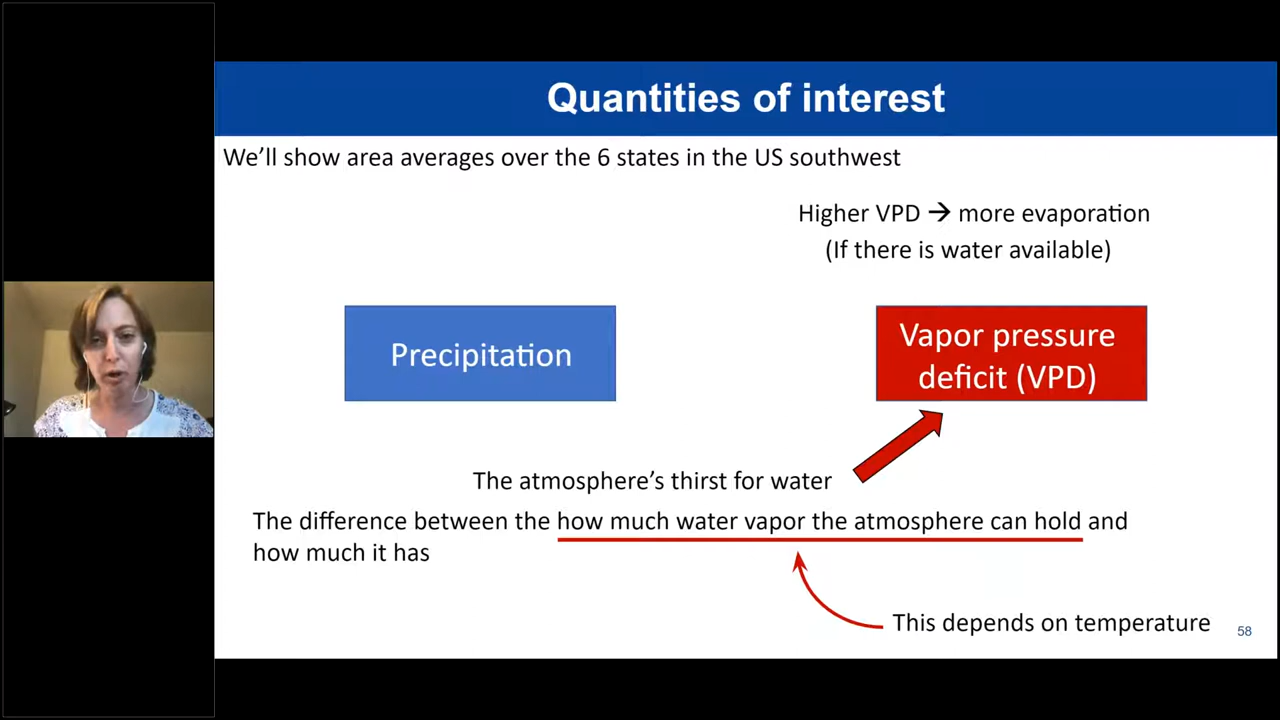 Quantities of interest
We'll show area averages over the 6 states in the US southwest
Higher VPD → more evaporation
(If there is water available)
Precipitation
Vapor pressure
deficit (VPD)
The atmosphere's thirst for water
The difference between the how much water vapor the atmosphere can hold and
how much it has
This depends on temperature
58